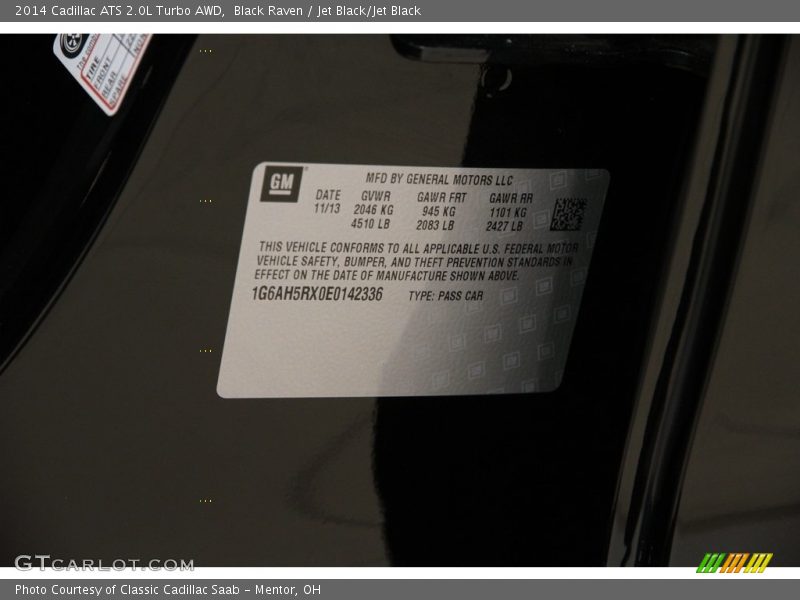 2014 Cadillac ATS 2.0L Turbo AWD,  Black Raven / Jet Black/Jet Black
TIRE
FRONT
REAR
SPARE
GM
MFD BY GENERAL MOTORS LLC
DATE GVWR GAWR FRT GAWR RR
11/13 2046 KG 945 KG 1101 KG
4510 LB 2083 LB 2427 LB
THIS VEHICLE CONFORMS TO ALL APPLICABLE U.S. FEDERAL MOTOR
VEHICLE SAFETY, BUMPER, AND THEFT PREVENTION STANDARDS IN
EFFECT ON THE DATE OF MANUFACTURE SHOWN ABOVE.
1G6AH5RX0E0142336 TYPE: PASS CAR
GTcarlot.com
Photo Courtesy of Classic Cadillac Saab - Mentor, OH